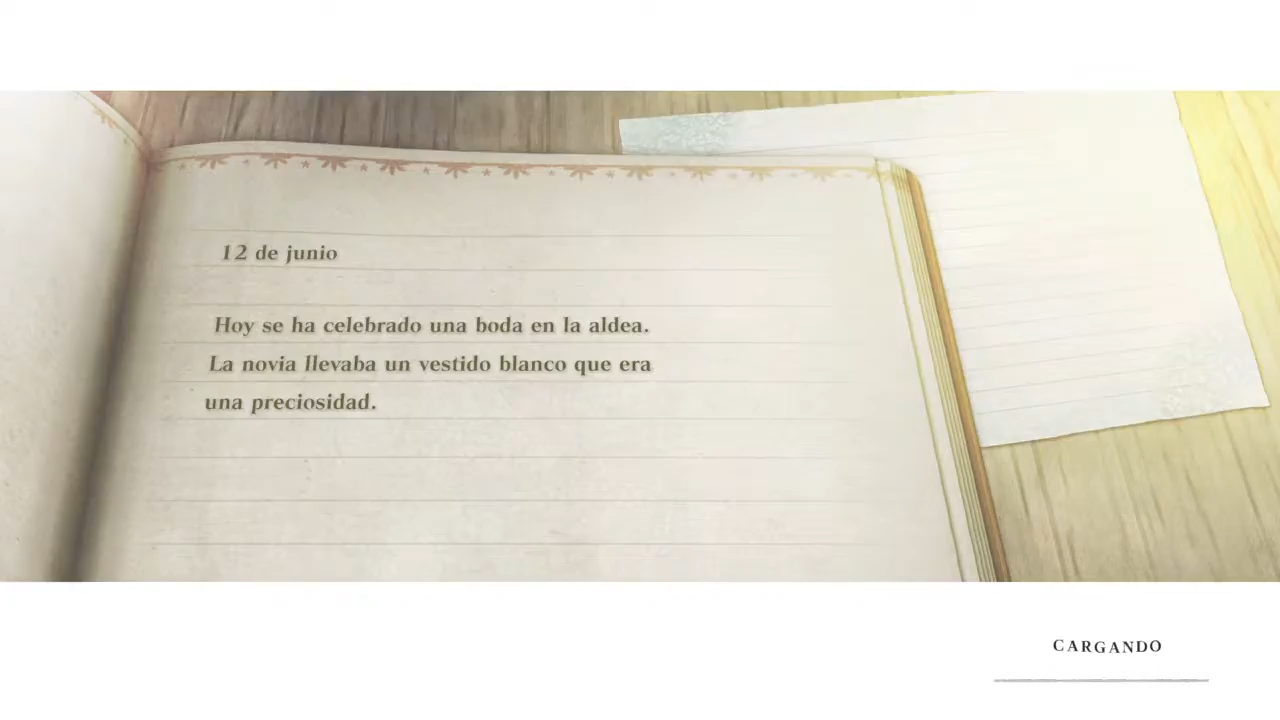 12 de junio
Hoy se ha celebrado una boda en la aldea.
La novia llevaba un vestido blanco que era
una preciosidad.
CARGANDO